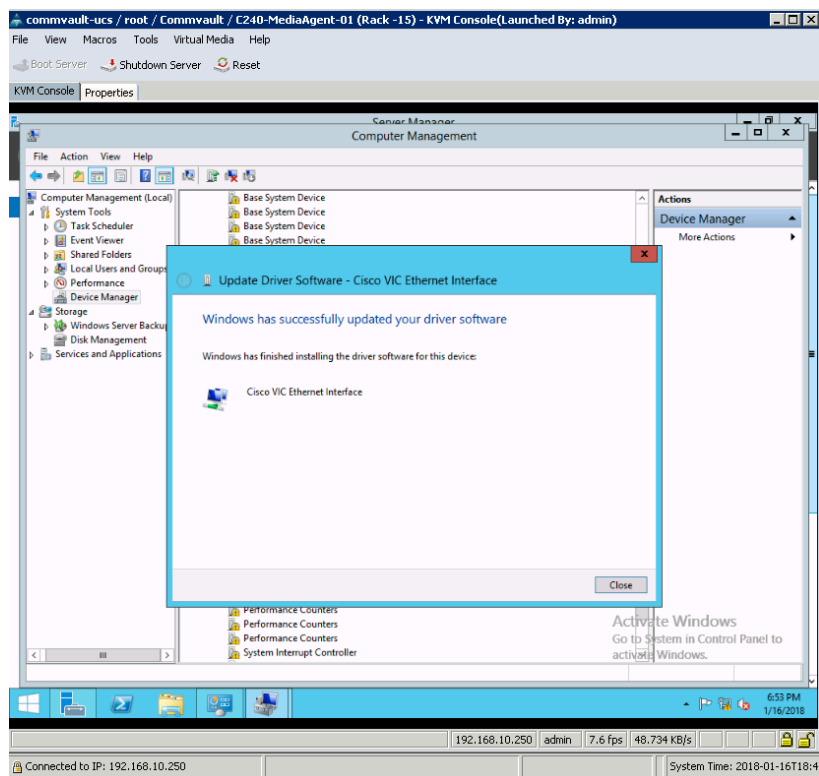 commvault-ucs / root / Commvault / C240-MediaAgent-01 (Rack -15) - KVM Console(Launched By: admin)
File View Macros Tools Virtual Media Help
Boot Server Shutdown Server Reset
KVM Console Properties
Server Manager
Computer Management
File Action View Help
Computer Management (Local)
System Tools
Task Scheduler
Event Viewer
Shared Folders
Local Users and Groups
Performance
Device Manager
Storage
Windows Server Backup
Disk Management
Services and Applications
Base System Device
Base System Device
Base System Device
Base System Device
Actions
Device Manager
More Actions
Update Driver Software - Cisco VIC Ethernet Interface
Windows has successfully updated your driver software
Windows has finished installing the driver software for this device:
Cisco VIC Ethernet Interface
Close
Performance Counters
Performance Counters
Performance Counters
System Interrupt Controller
Activate Windows
Go to System in Control Panel to
activate Windows.
6:53 PM
1/16/2018
192.168.10.250 admin 7.6 fps 48.734 KB/s
Connected to IP: 192.168.10.250 System Time: 2018-01-16T18:4